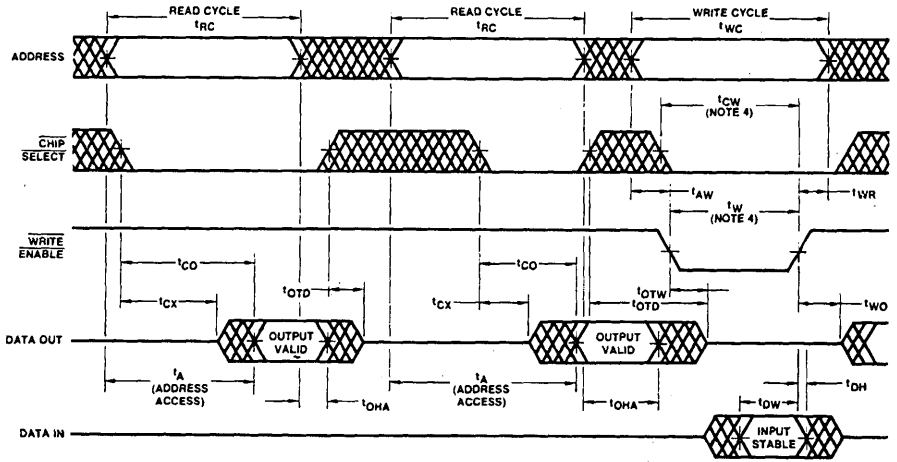 READ CYCLE
tRC
READ CYCLE
tRC
WRITE CYCLE
tWC
ADDRESS
tCW
(NOTE 4)
CHIP
SELECT
tAW
tWR
tW
(NOTE 4)
WRITE
ENABLE
tCO
tCO
tOTD
tOTW
tCX
tCX
tOTD
tWO
DATA OUT
OUTPUT
VALID
OUTPUT
VALID
tA
(ADDRESS
ACCESS)
tA
(ADDRESS
ACCESS)
tDH
tOHA
tOHA
tDW
DATA IN
INPUT
STABLE